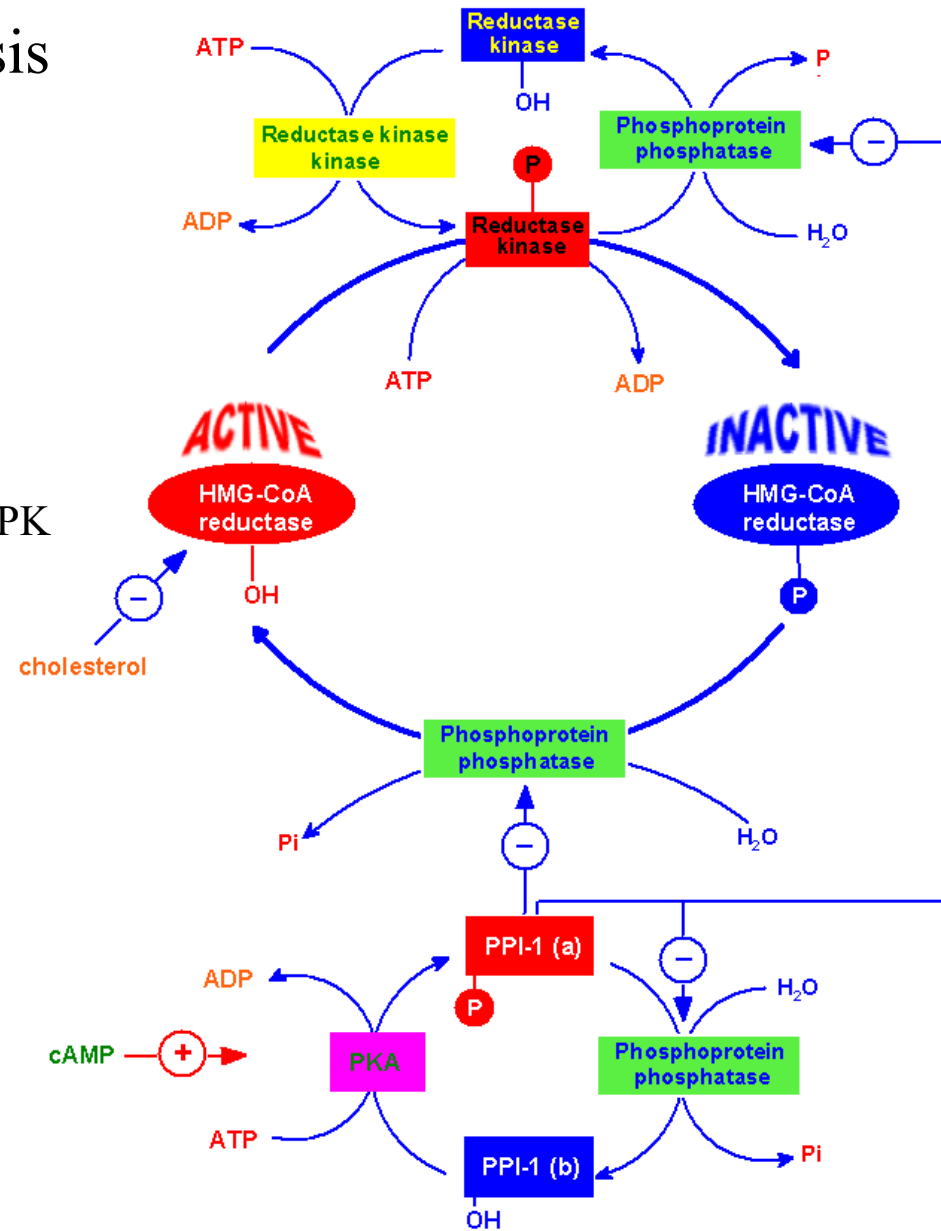 sis
Reductase
kinase
ATP
P
OH
Reductase kinase
kinase
Phosphoprotein
phosphatase
−
P
ADP
Reductase
kinase
H₂O
ATP
ADP
ACTIVE
INACTIVE
HMG-CoA
reductase
HMG-CoA
reductase
PK
−
OH
P
cholesterol
Phosphoprotein
phosphatase
Pi
H₂O
−
PPI-1 (a)
−
ADP
P
H₂O
cAMP
+
PKA
Phosphoprotein
phosphatase
ATP
PPI-1 (b)
Pi
OH